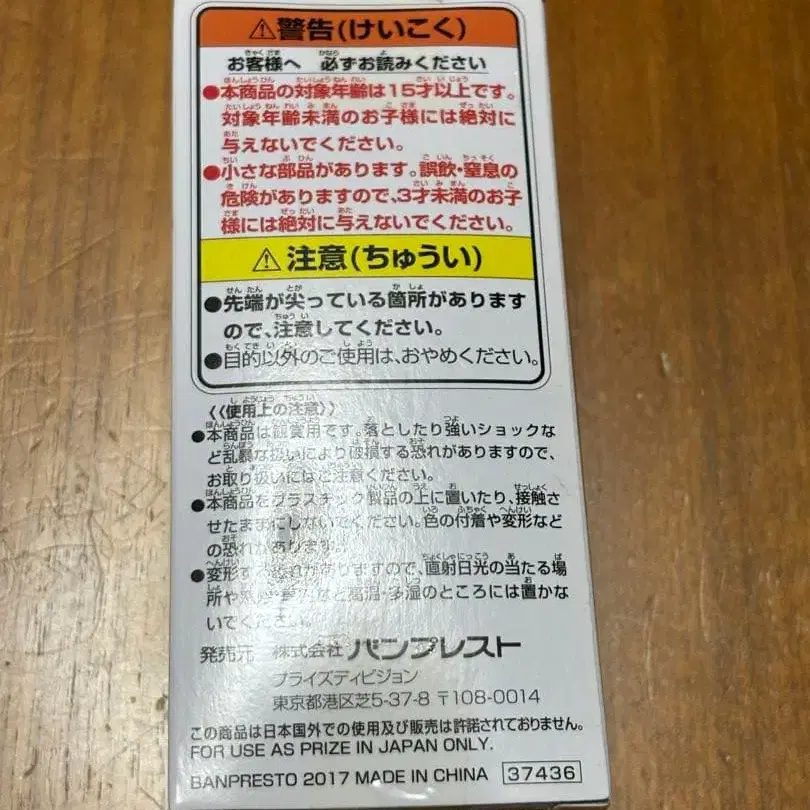 ⚠警告(けいこく)
お客様へ 必ずお読みください
●本商品の対象年齢は15才以上です。
対象年齢未満のお子様には絶対に
与えないでください。
●小さな部品があります。誤飲・窒息の
危険がありますので、3才未満のお子
様には絶対に与えないでください。
⚠注意(ちゅうい)
●先端が尖っている箇所があります
ので、注意してください。
●目的以外のご使用は、おやめください。
《使用上の注意》
●本商品は観賞用です。落としたり強いショックな
ど乱暴な扱いにより破損する恐れがありますので、
お取り扱いにはご注意ください。
●本商品をプラスチック製品の上に置いたり、接触さ
せたままにしないでください。色の付着や変形など
の恐れがあります。
●変形する恐れがありますので、直射日光の当たる場
所や など高温・多湿のところには置かな
いでください。
発売元 株式会社 バンプレスト
プライズディビジョン
東京都港区芝5-37-8 〒108-0014
この商品は日本国外での使用及び販売は許諾されておりません。
FOR USE AS PRIZE IN JAPAN ONLY.
BANPRESTO 2017 MADE IN CHINA 37436